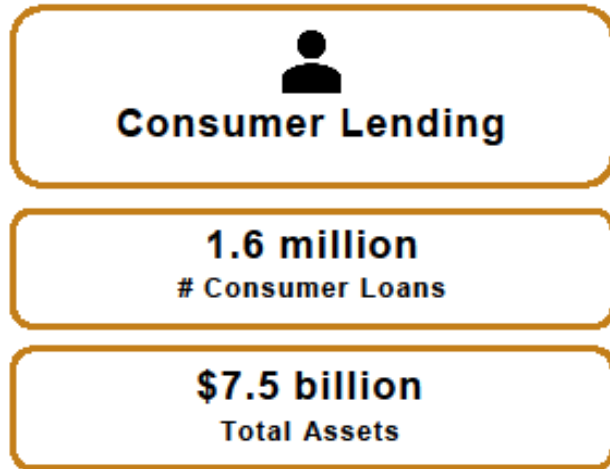 Consumer Lending
1.6 million
# Consumer Loans
$7.5 billion
Total Assets